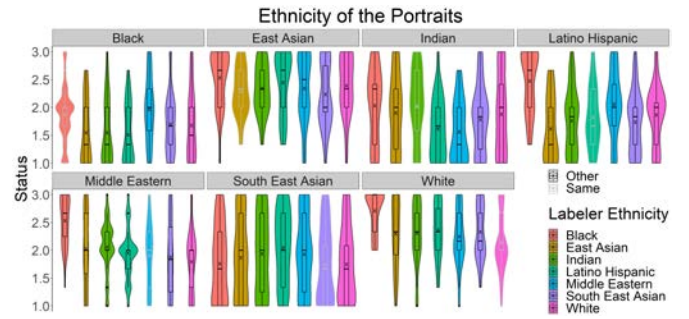 Ethnicity of the Portraits
Black
East Asian
Indian
Latino Hispanic
3.0
2.5
2.0
1.5
1.0
Status
Middle Eastern
South East Asian
White
3.0
2.5
2.0
1.5
1.0
Other
Same
Labeler Ethnicity
Black
East Asian
Indian
Latino Hispanic
Middle Eastern
South East Asian
White